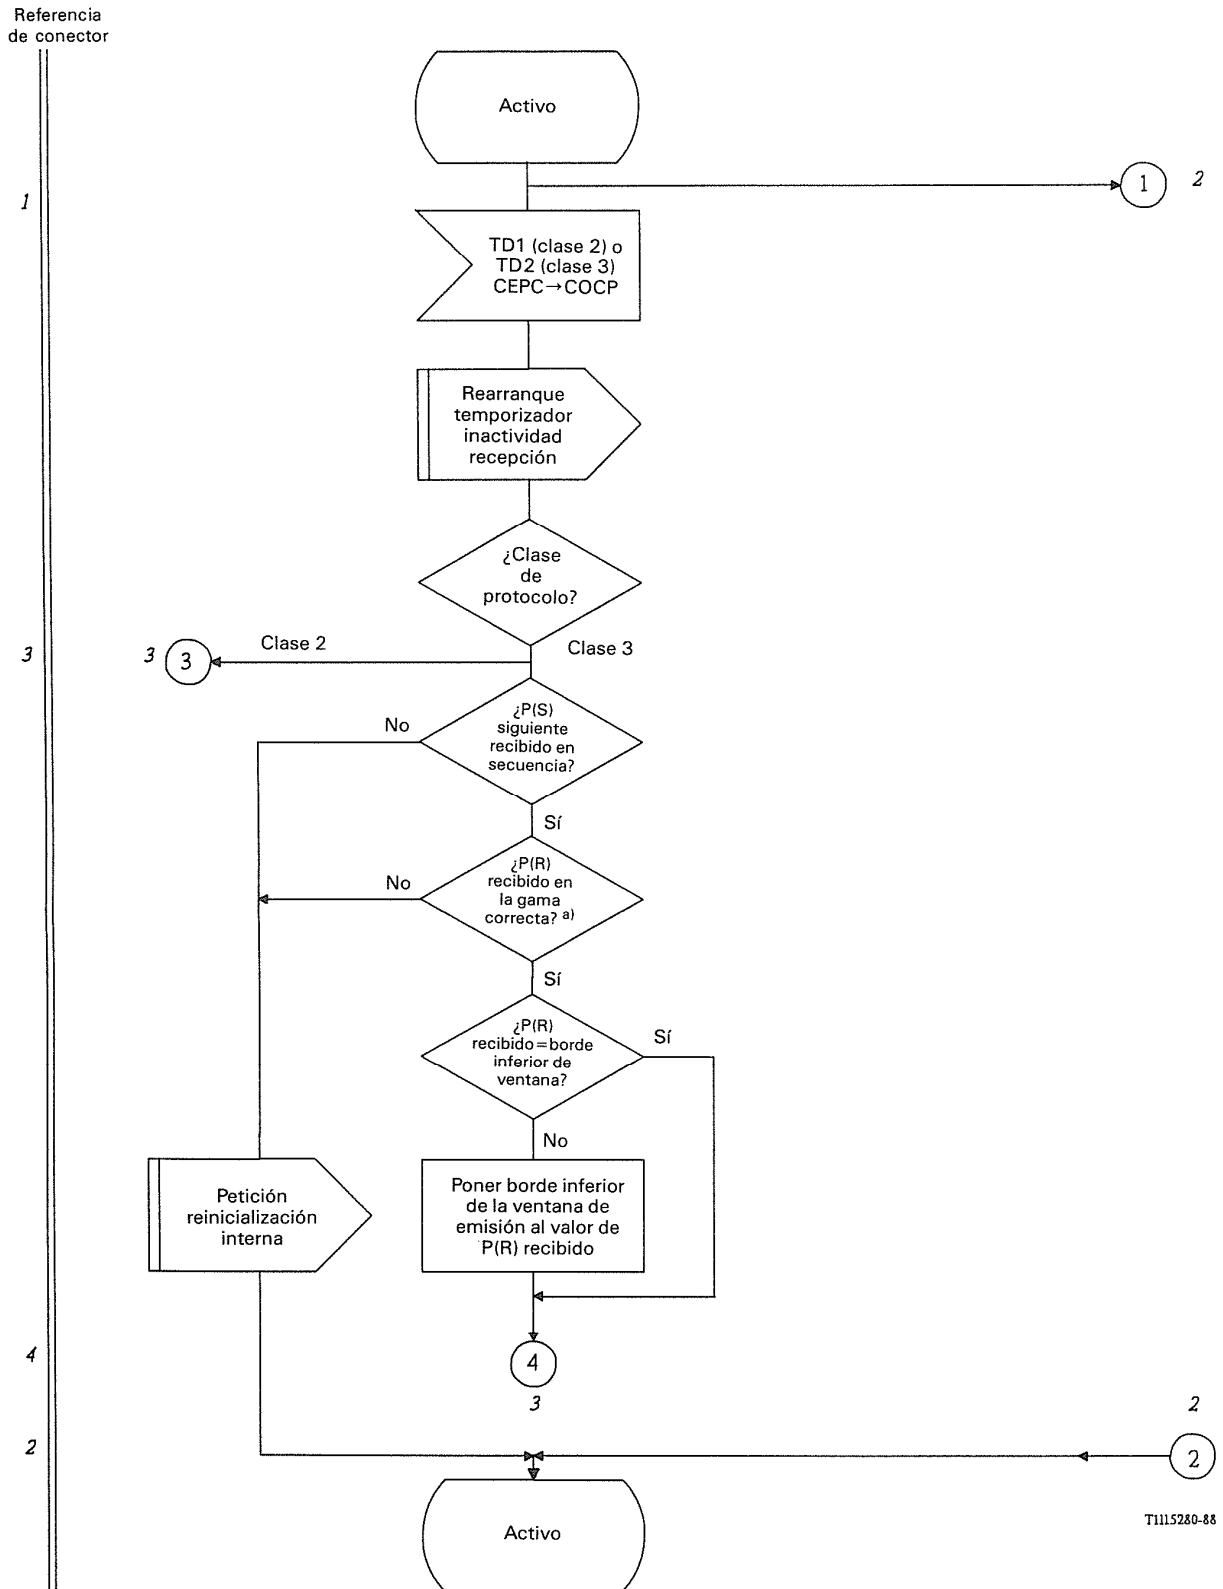 Referencia
de conector
Activo
1
1
2
TD1 (clase 2) o
TD2 (clase 3)
CEPC→COCP
Rearranque
temporizador
inactividad
recepción
¿Clase
de
protocolo?
3
3
3
Clase 2
Clase 3
¿P(S)
siguiente
recibido en
secuencia?
No
Sí
¿P(R)
recibido en
la gama
correcta? a)
No
Sí
¿P(R)
recibido=borde
inferior de
ventana?
Sí
No
Petición
reinicialización
interna
Poner borde inferior
de la ventana de
emisión al valor de
P(R) recibido
4
4
3
2
2
2
Activo
T1115280-88